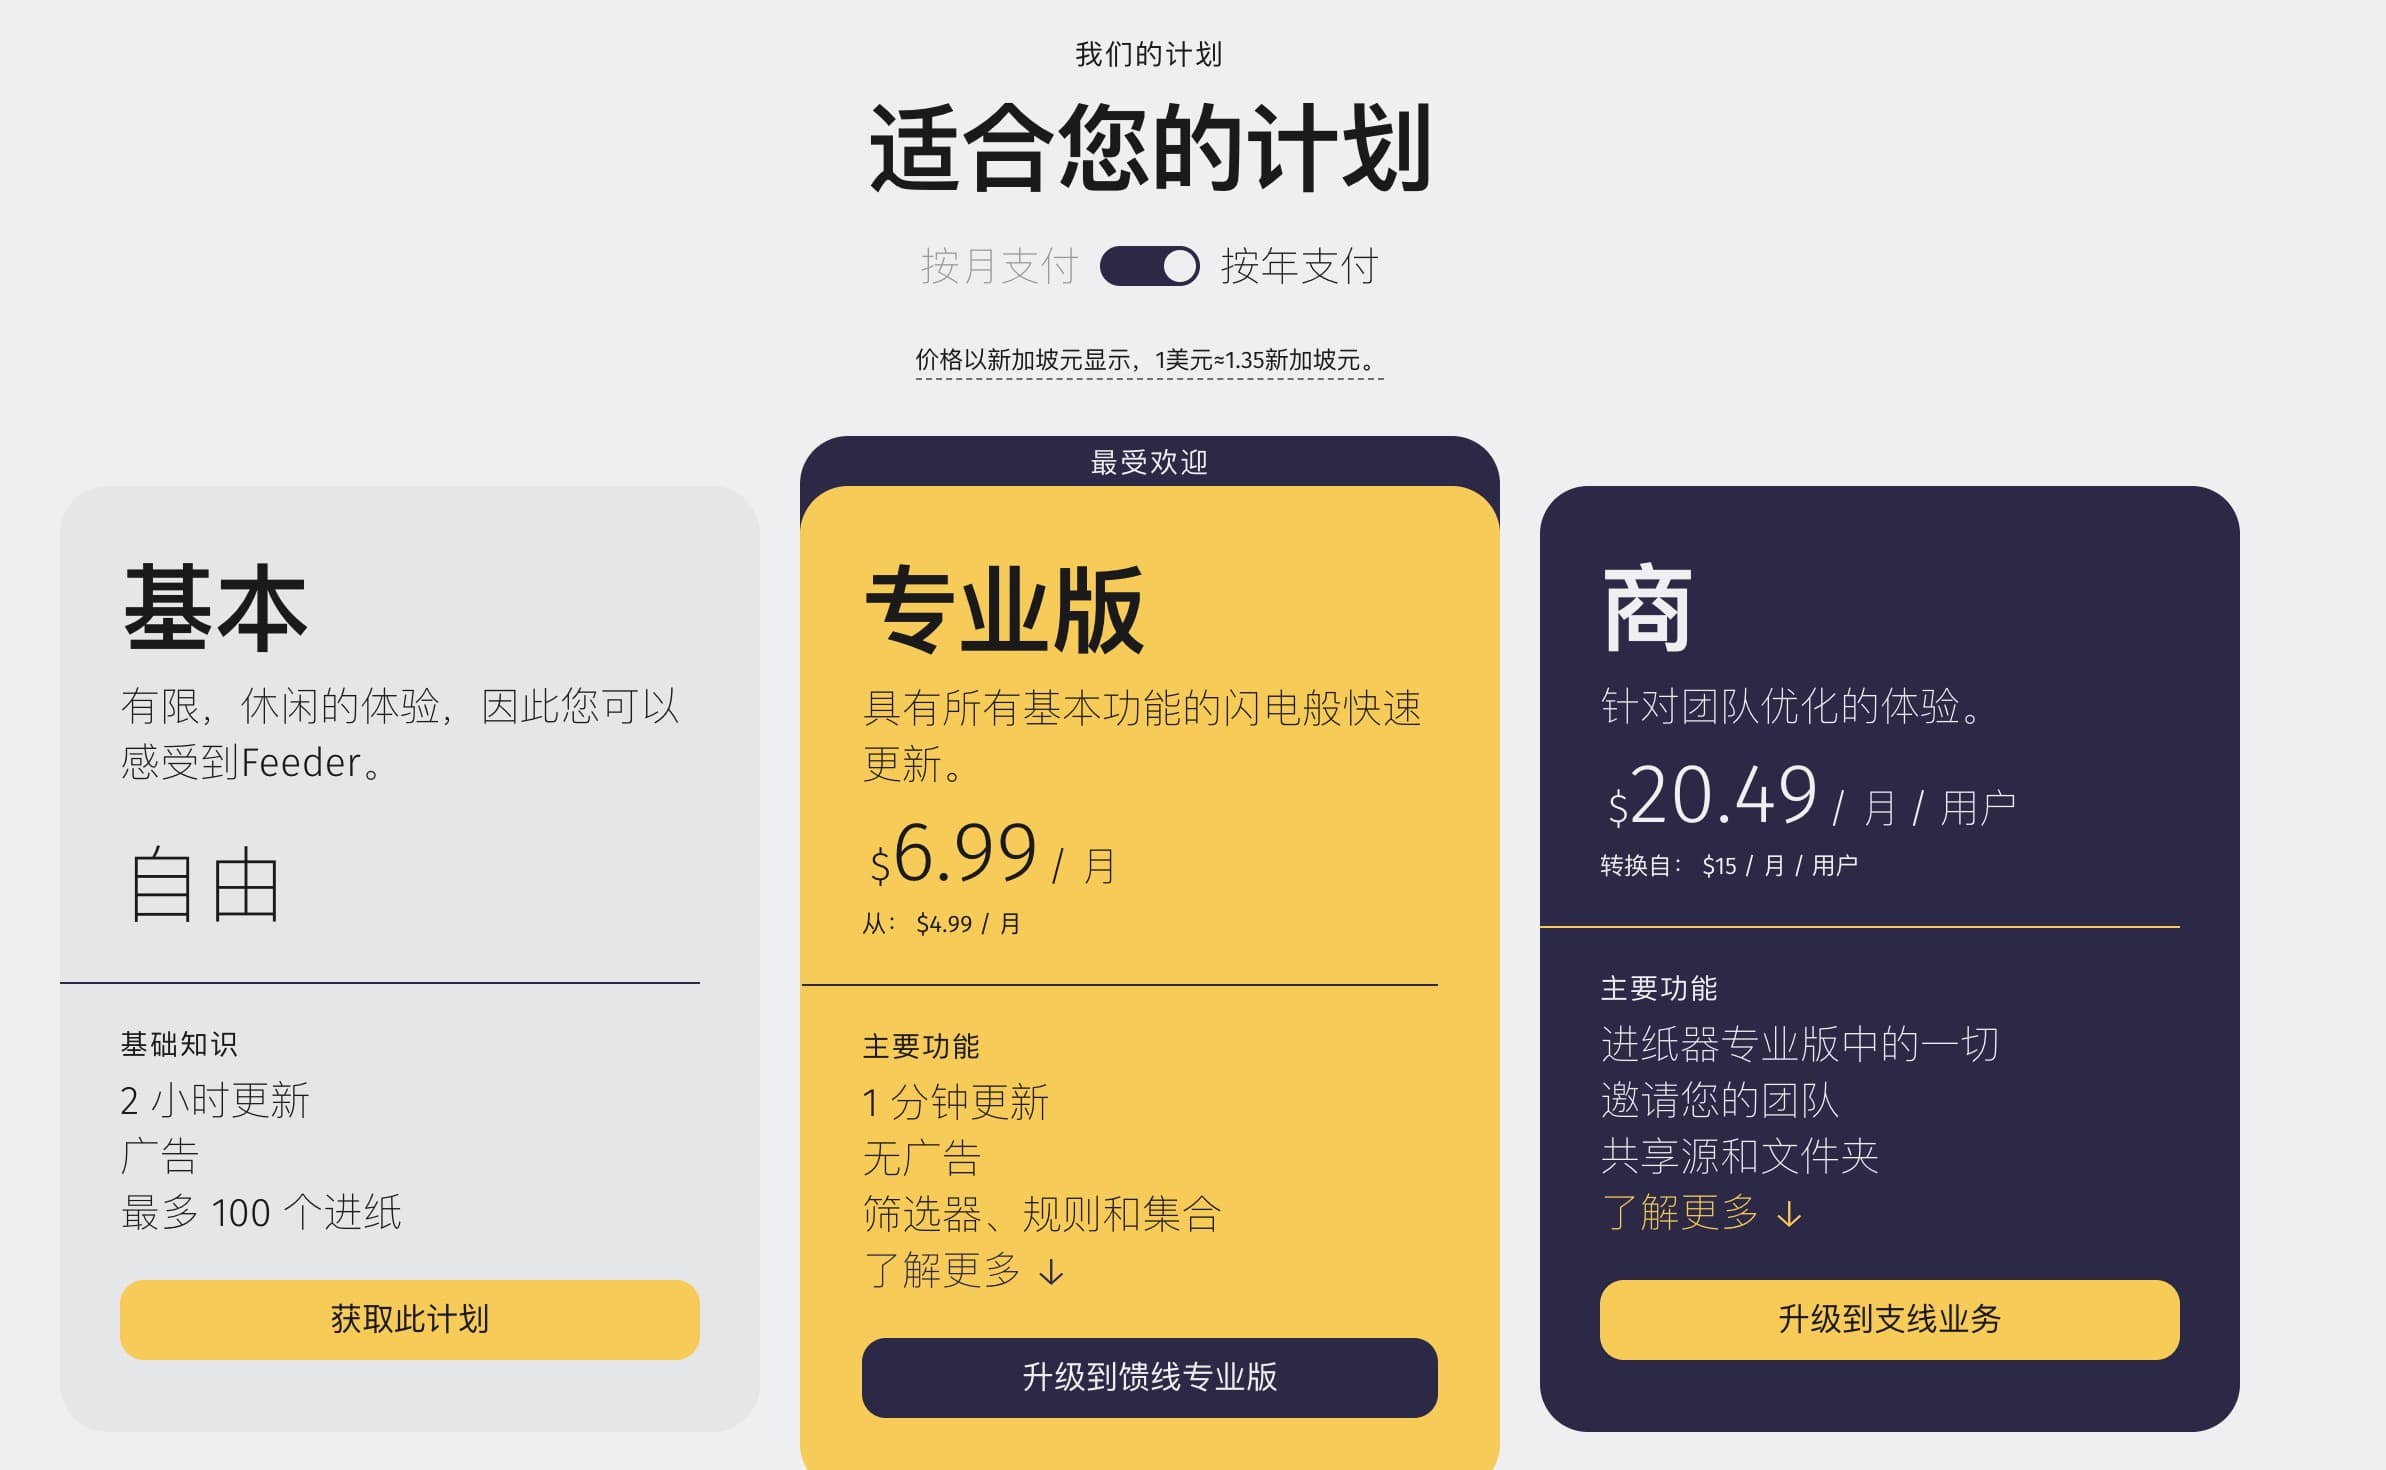 我们的计划
适合您的计划
按月支付 按年支付
价格以新加坡元显示，1美元≈1.35新加坡元。
基本
有限，休闲的体验，因此您可以
感受到Feeder。
自由
基础知识
2 小时更新
广告
最多 100 个进纸
获取此计划
最受欢迎
专业版
具有所有基本功能的闪电般快速
更新。
$6.99 / 月
从： $4.99 / 月
主要功能
1 分钟更新
无广告
筛选器、规则和集合
了解更多 ↓
升级到馈线专业版
商
针对团队优化的体验。
$20.49 / 月 / 用户
转换自： $15 / 月 / 用户
主要功能
进纸器专业版中的一切
邀请您的团队
共享源和文件夹
了解更多 ↓
升级到支线业务